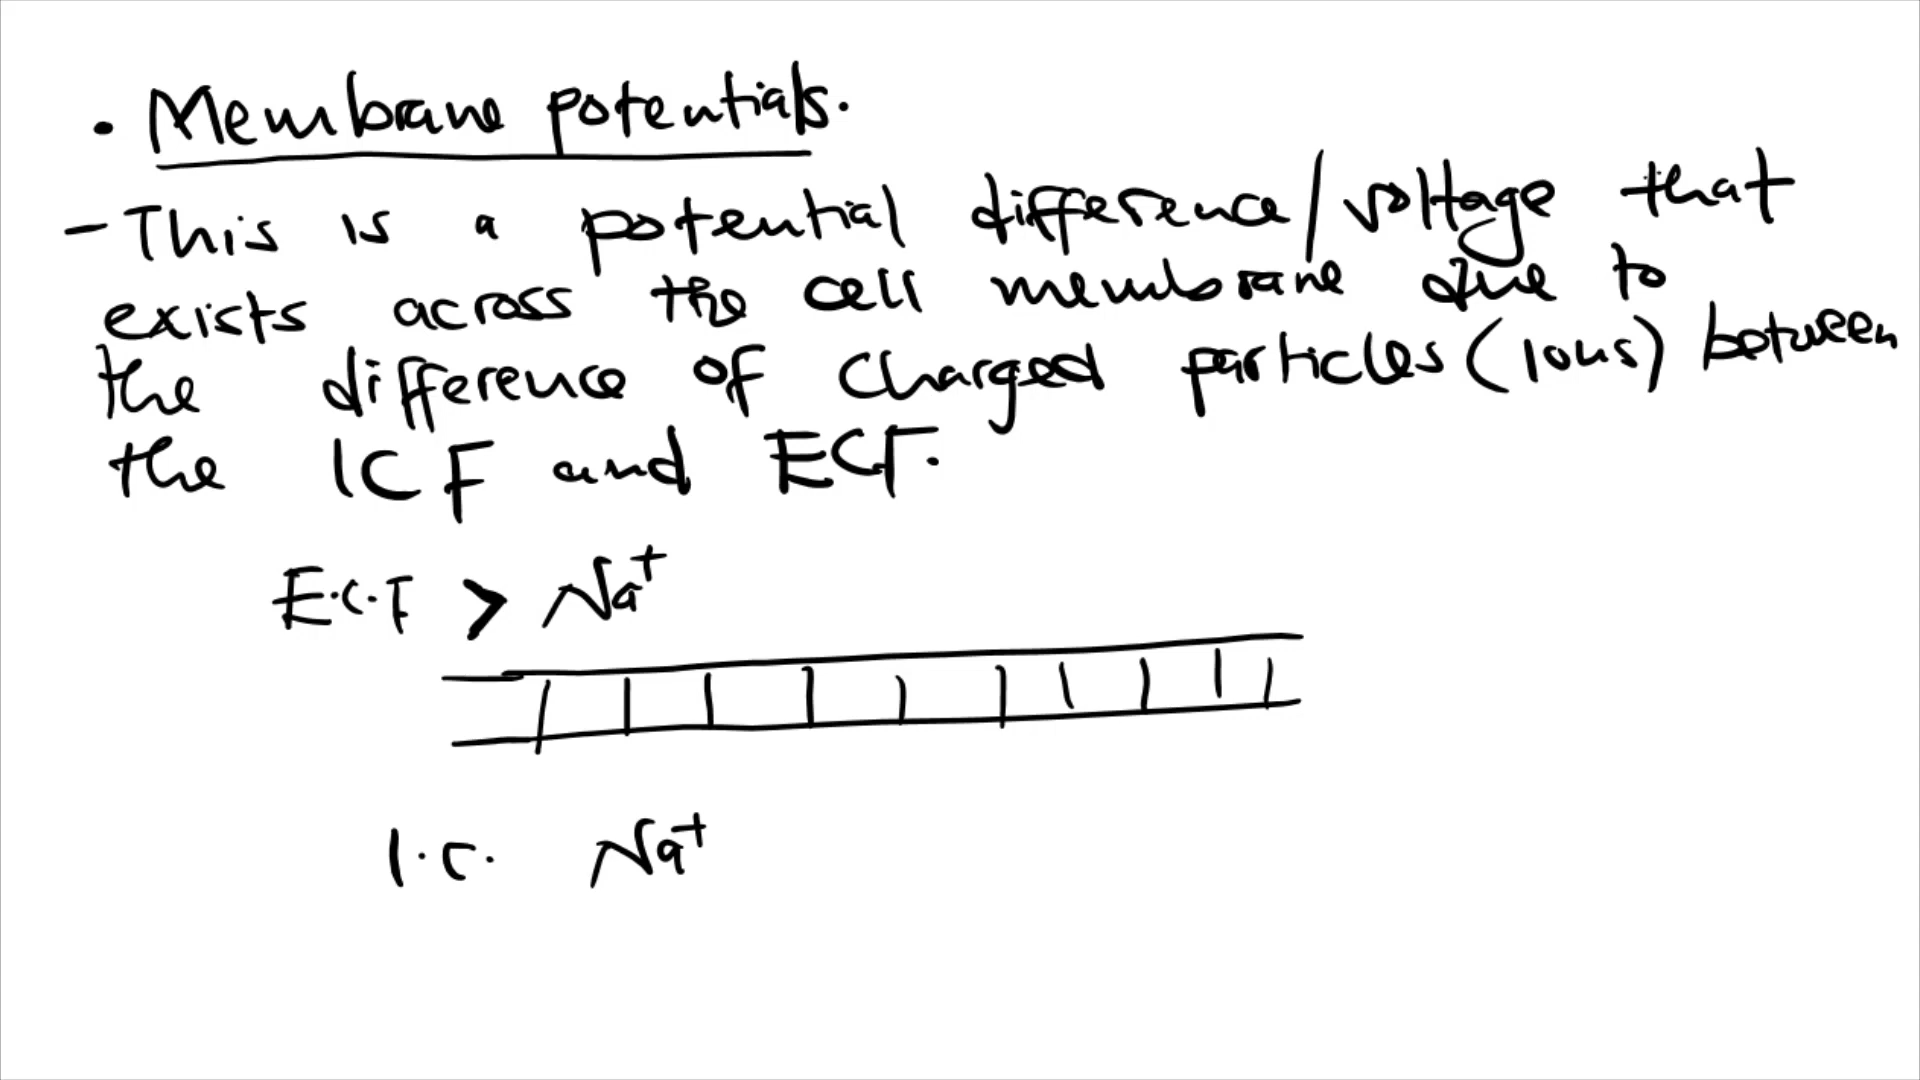 • Membrane potentials.
- This is a potential difference/voltage that
exists across the cell membrane due to
the difference of charged particles (ions) between
the ICF and ECF.
E.C.F > Na⁺
I.C. Na⁺